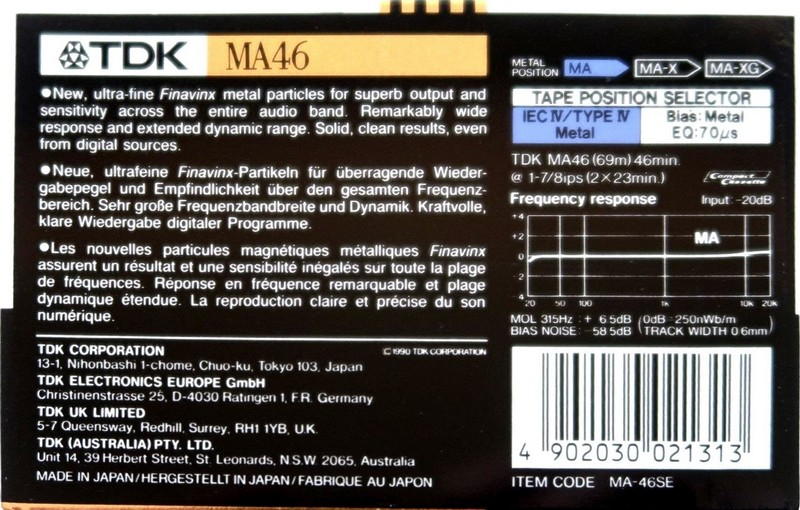 TDK MA46
●New, ultra-fine Finavinx metal particles for superb output and
sensitivity across the entire audio band. Remarkably wide
response and extended dynamic range. Solid, clean results, even
from digital sources.
●Neue, ultrafeine Finavinx-Partikeln für überragende Wieder-
gabepegel und Empfindlichkeit über den gesamten Frequenz-
bereich. Sehr große Frequenzbandbreite und Dynamik. Kraftvolle,
klare Wiedergabe digitaler Programme.
●Les nouvelles particules magnétiques métalliques Finavinx
assurent un résultat et une sensibilité inégalés sur toute la plage
de fréquences. Réponse en fréquence remarquable et plage
dynamique étendue. La reproduction claire et précise du son
numérique.
TDK CORPORATION
© 1990 TDK CORPORATION
13-1, Nihonbashi 1-chome, Chuo-ku, Tokyo 103, Japan
TDK ELECTRONICS EUROPE GmbH
Christinenstrasse 25, D-4030 Ratingen 1, F.R. Germany
TDK UK LIMITED
5-7 Queensway, Redhill, Surrey, RH1 1YB, U.K.
TDK (AUSTRALIA) PTY. LTD.
Unit 14, 39 Herbert Street, St. Leonards, N.S.W. 2065, Australia
MADE IN JAPAN/HERGESTELLT IN JAPAN/FABRIQUE AU JAPON
METAL
POSITION
MA MA-X MA-XG
TAPE POSITION SELECTOR
IEC IV/TYPE IV
Metal
Bias: Metal
EQ: 70μs
TDK MA46 (69m) 46min.
@ 1-7/8ips (2×23min.)
Compact
Cassette
Frequency response Input: -20dB
+4
+2
0
2
4
MA
20 50 100 1k 10k 20K
MOL 315Hz : + 6.5dB (0dB : 250nWb/m
BIAS NOISE: -58.5dB TRACK WIDTH 0.6mm)
4 902030 021313
ITEM CODE MA-46SE